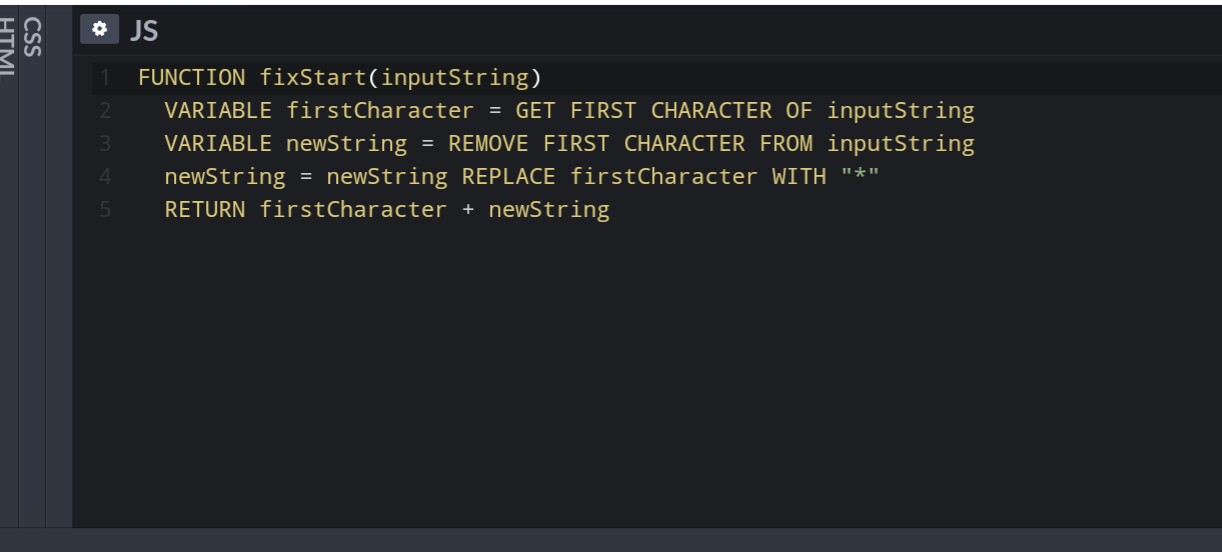 CSS
HTML
JS
1 FUNCTION fixStart(inputString)
2 VARIABLE firstCharacter = GET FIRST CHARACTER OF inputString
3 VARIABLE newString = REMOVE FIRST CHARACTER FROM inputString
4 newString = newString REPLACE firstCharacter WITH "*"
5 RETURN firstCharacter + newString